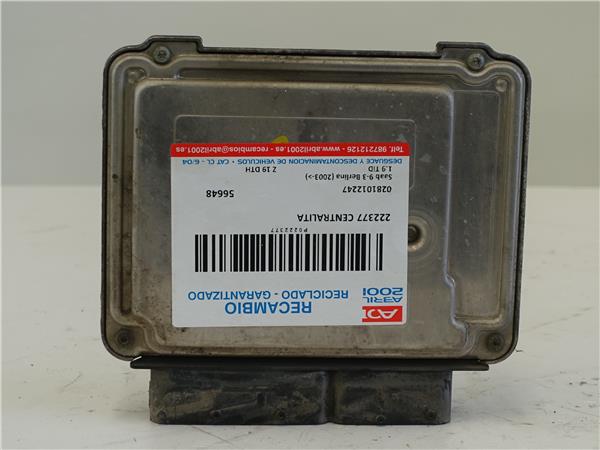 ADI
ABRIL
2001
RECAMBIO
RECICLADO - GARANTIZADO
P0222377
222377 CENTRALITA
0281012247
56648
Saab 9-3 Berlina (2003->)
1.9 TiD
Z 19 DTH
DESGUACE Y DESCONTAMINACION DE VEHICULOS • CAT CL - 6/04
Telf. 987212126 - recambios@abril2001.es - www.abril2001.es